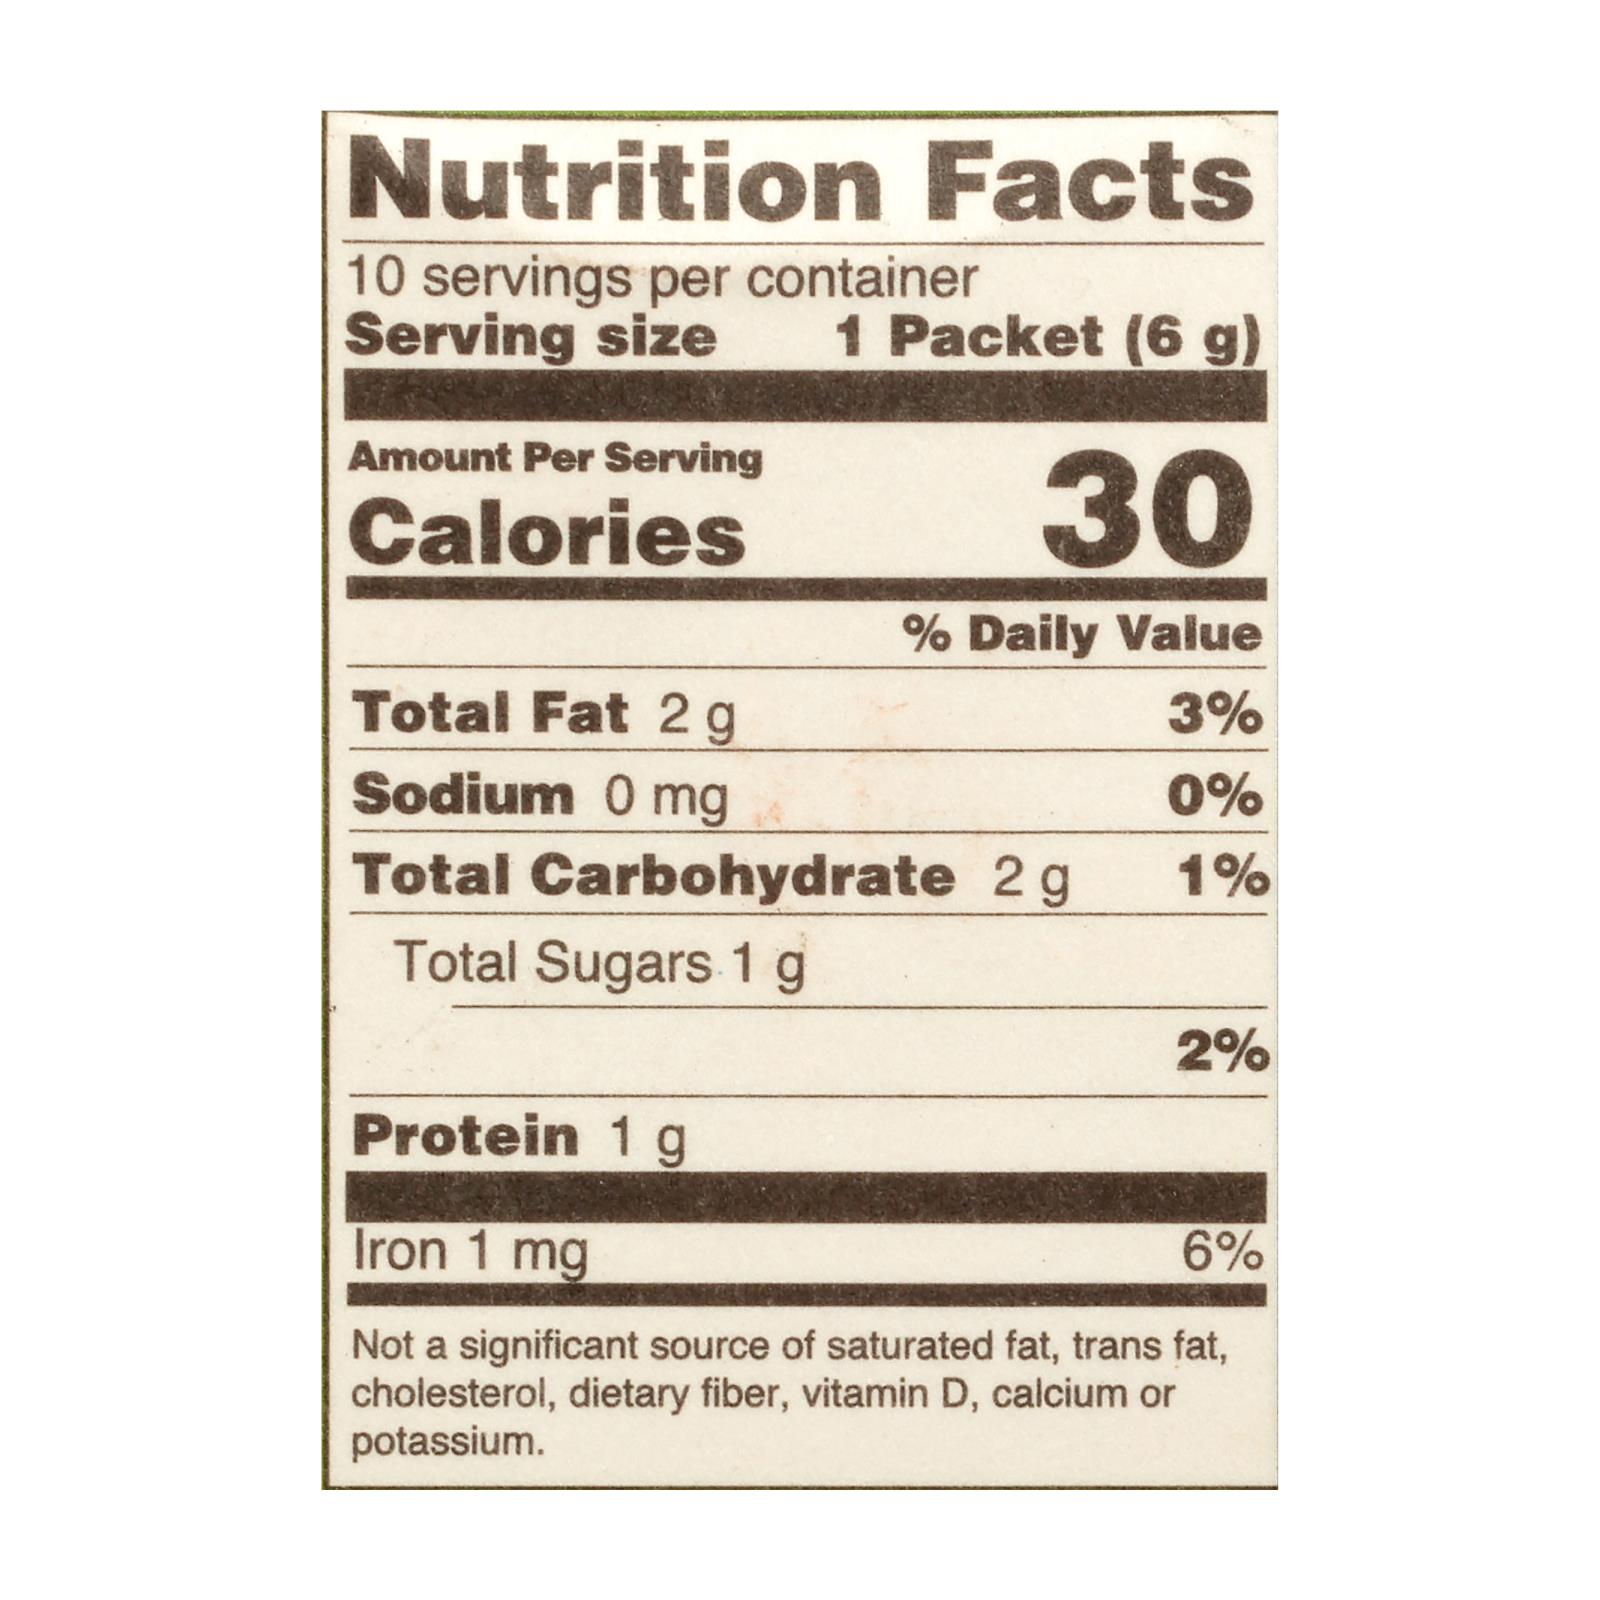 Nutrition Facts
10 servings per container
Serving size 1 Packet (6 g)
Amount Per Serving
Calories 30
% Daily Value
Total Fat 2 g 3%
Sodium 0 mg 0%
Total Carbohydrate 2 g 1%
Total Sugars 1 g
2%
Protein 1 g
Iron 1 mg 6%
Not a significant source of saturated fat, trans fat,
cholesterol, dietary fiber, vitamin D, calcium or
potassium.